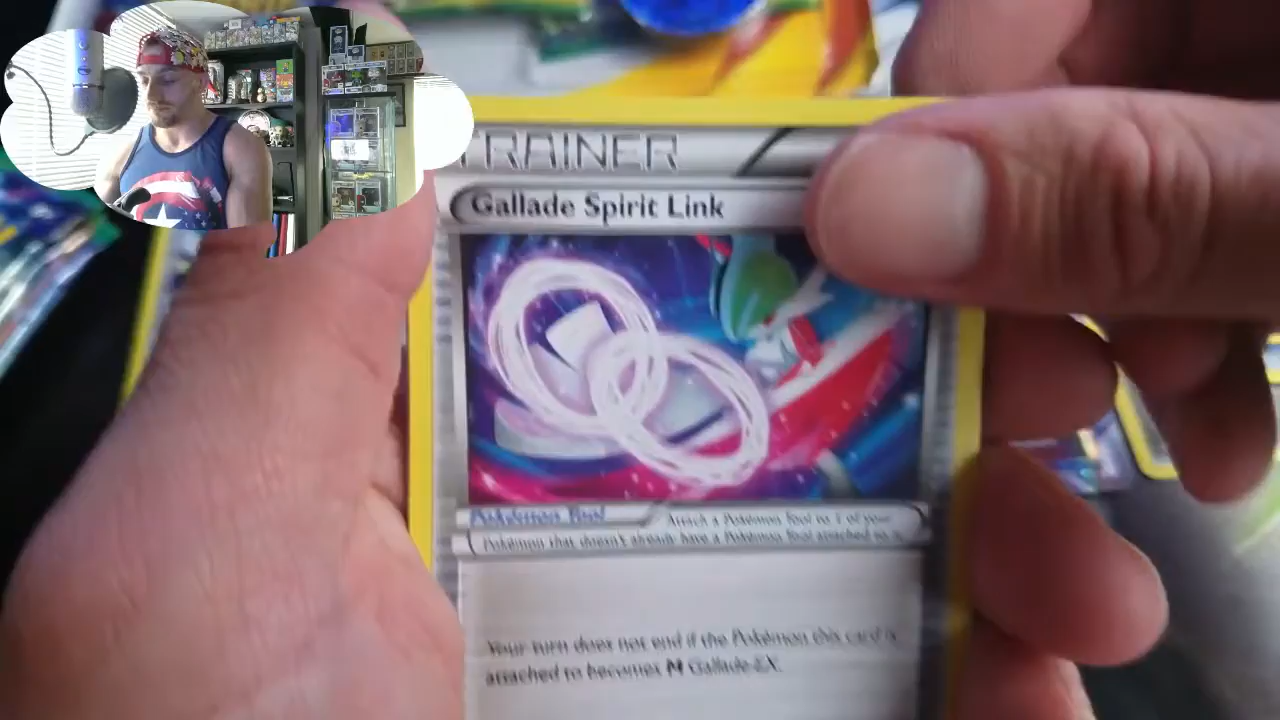 TRAINER
Gallade Spirit Link
Pokémon Tool Attach a Pokémon Tool to 1 of your
Pokémon that doesn't already have a Pokémon Tool attached to it.
Your turn does not end if the Pokémon this card is
attached to becomes M Gallade-EX.